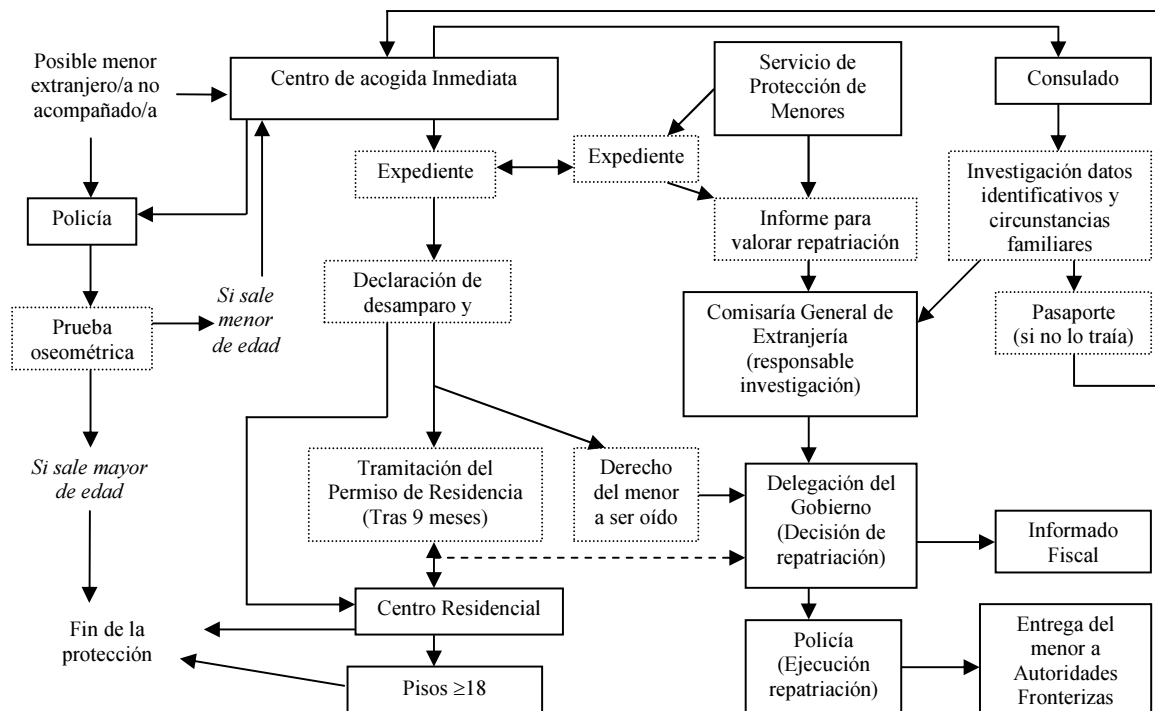 Posible menor
extranjero/a no
acompañado/a
Centro de acogida Inmediata
Servicio de
Protección de
Menores
Consulado
Expediente
Expediente
Investigación datos
identificativos y
circunstancias
familiares
Policía
Informe para
valorar repatriación
Declaración de
desamparo y
Si sale
menor
de edad
Prueba
oseométrica
Comisaría General de
Extranjería
(responsable
investigación)
Pasaporte
(si no lo traía)
Si sale mayor
de edad
Tramitación del
Permiso de Residencia
(Tras 9 meses)
Derecho
del menor
a ser oído
Delegación del
Gobierno
(Decisión de
repatriación)
Informado
Fiscal
Centro Residencial
Fin de la
protección
Policía
(Ejecución
repatriación)
Entrega del
menor a
Autoridades
Fronterizas
Pisos ≥18